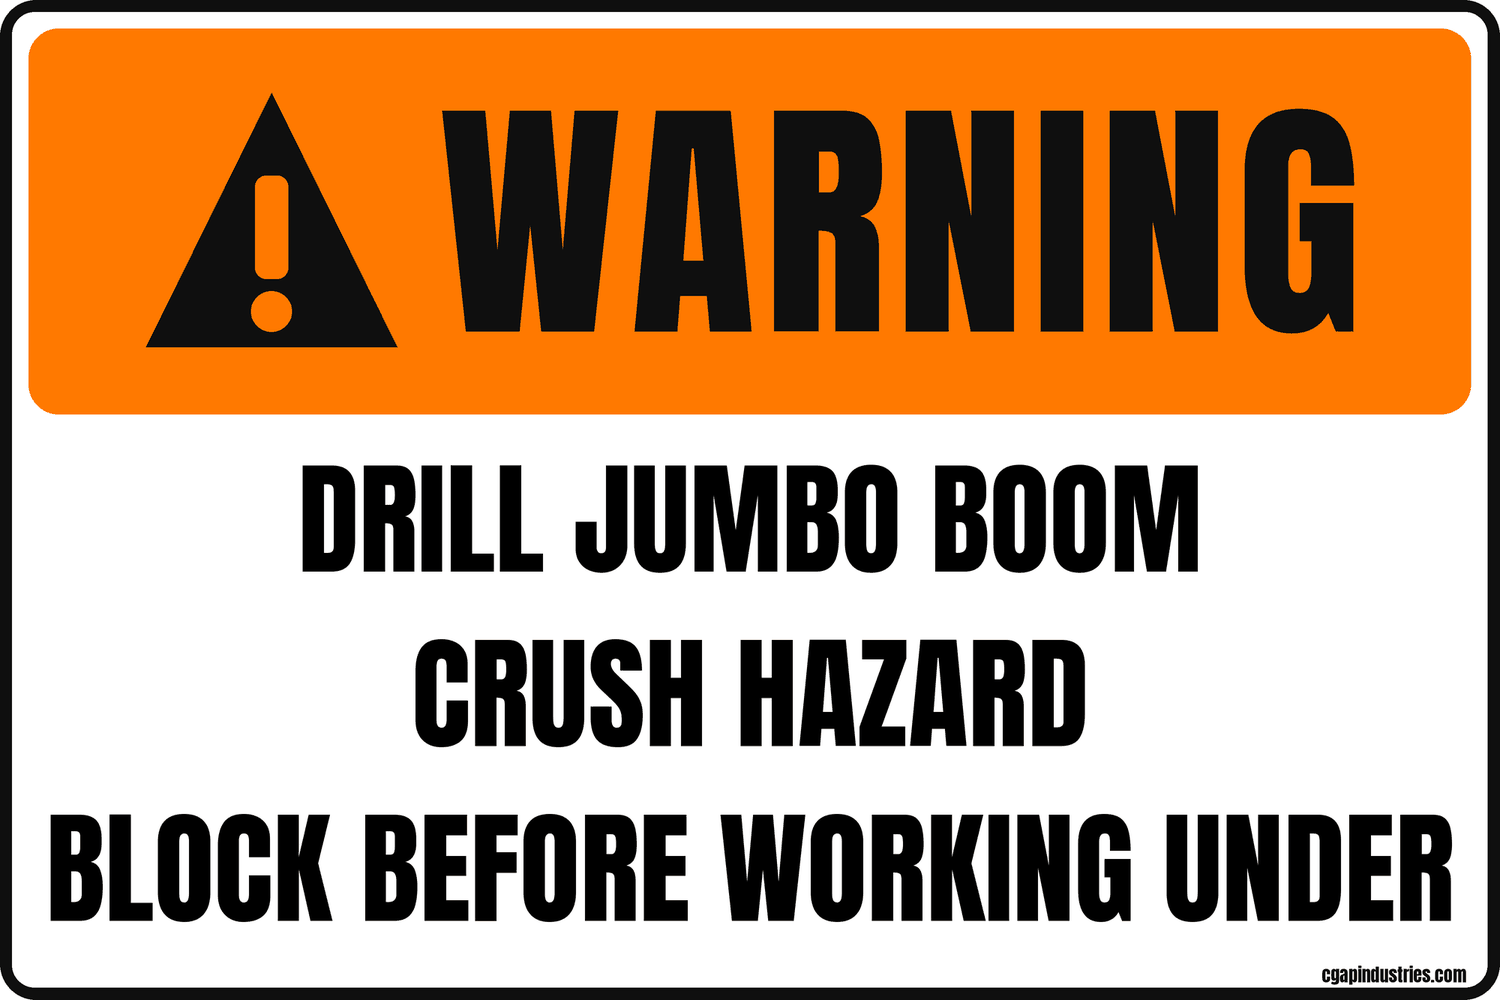 WARNING
DRILL JUMBO BOOM
CRUSH HAZARD
BLOCK BEFORE WORKING UNDER
cgapindustries.com